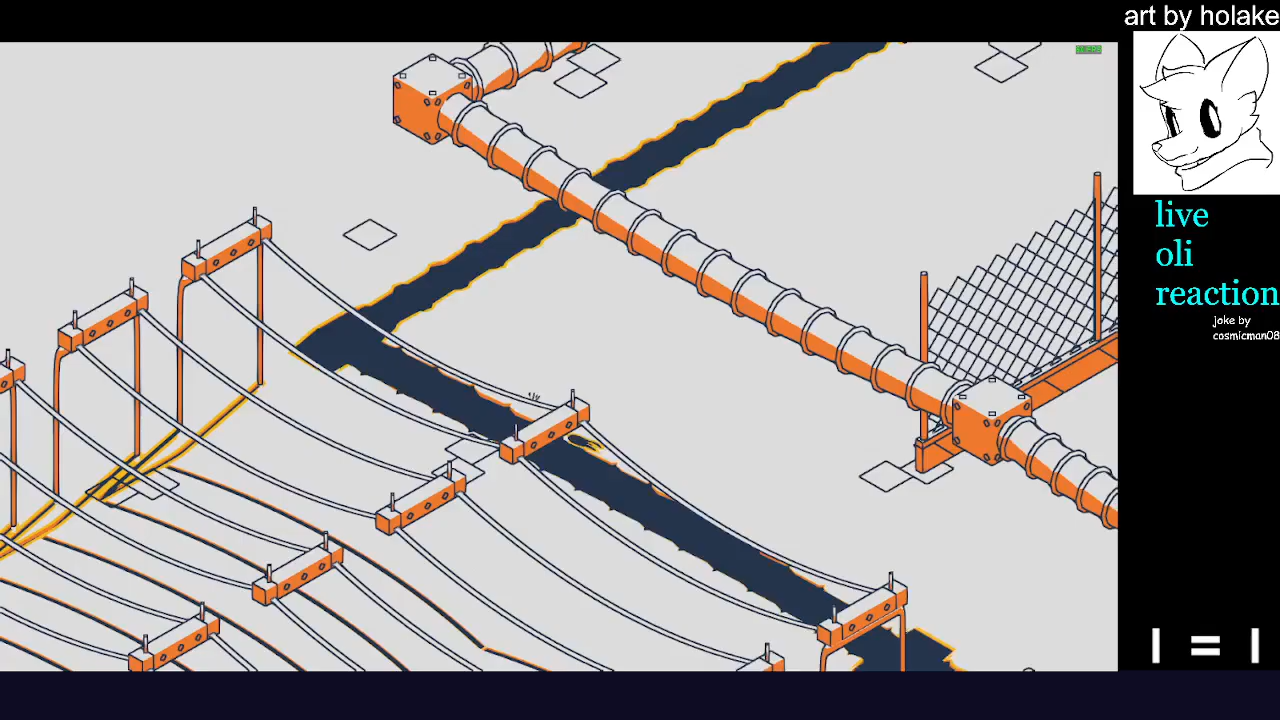 art by holake
live
oli
reaction
joke by
cosmicman08
| = |